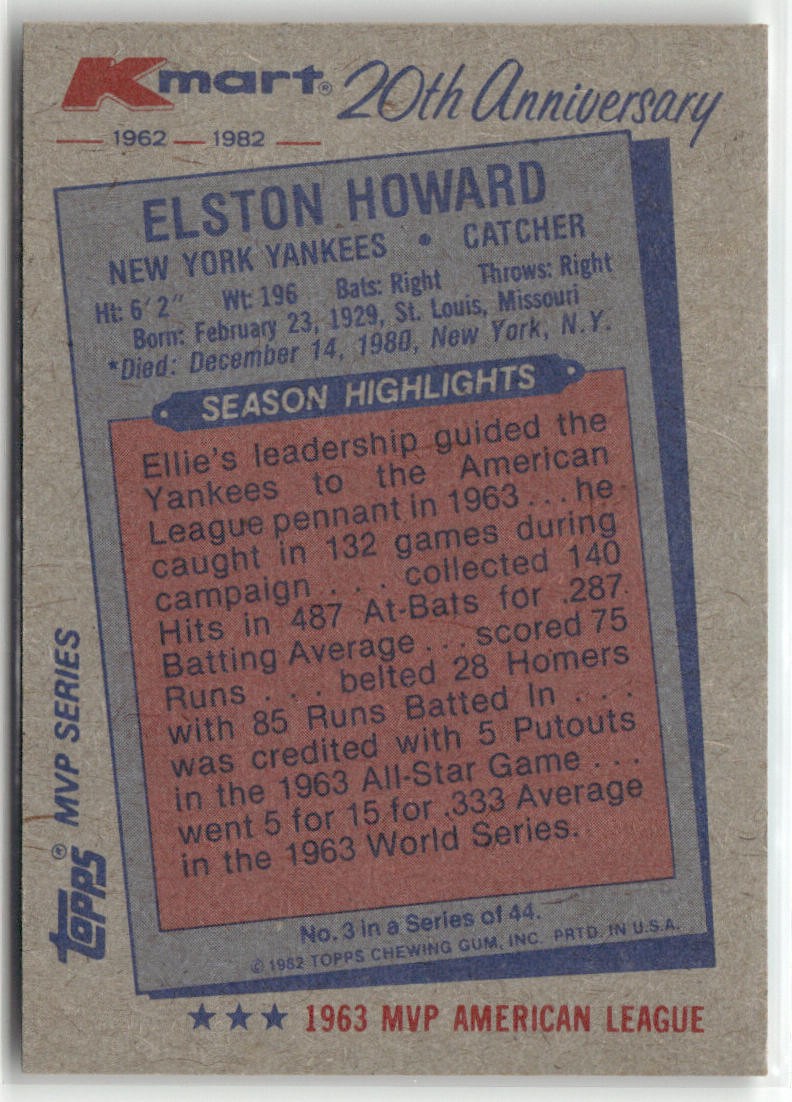 Kmart® 20th Anniversary
1962 — 1982
ELSTON HOWARD
NEW YORK YANKEES • CATCHER
Ht: 6'2" Wt: 196 Bats: Right Throws: Right
Born: February 23, 1929, St. Louis, Missouri
*Died: December 14, 1980, New York, N.Y.
SEASON HIGHLIGHTS
Ellie's leadership guided the
Yankees to the American
League pennant in 1963 . . . he
caught in 132 games during
campaign . . . collected 140
Hits in 487 At-Bats for .287
Batting Average . . . scored 75
Runs . . . belted 28 Homers
with 85 Runs Batted In . . .
was credited with 5 Putouts
in the 1963 All-Star Game . . .
went 5 for 15 for .333 Average
in the 1963 World Series.
No. 3 in a Series of 44.
© 1982 TOPPS CHEWING GUM, INC. PRTD. IN U.S.A.
topps® MVP SERIES
★★★ 1963 MVP AMERICAN LEAGUE